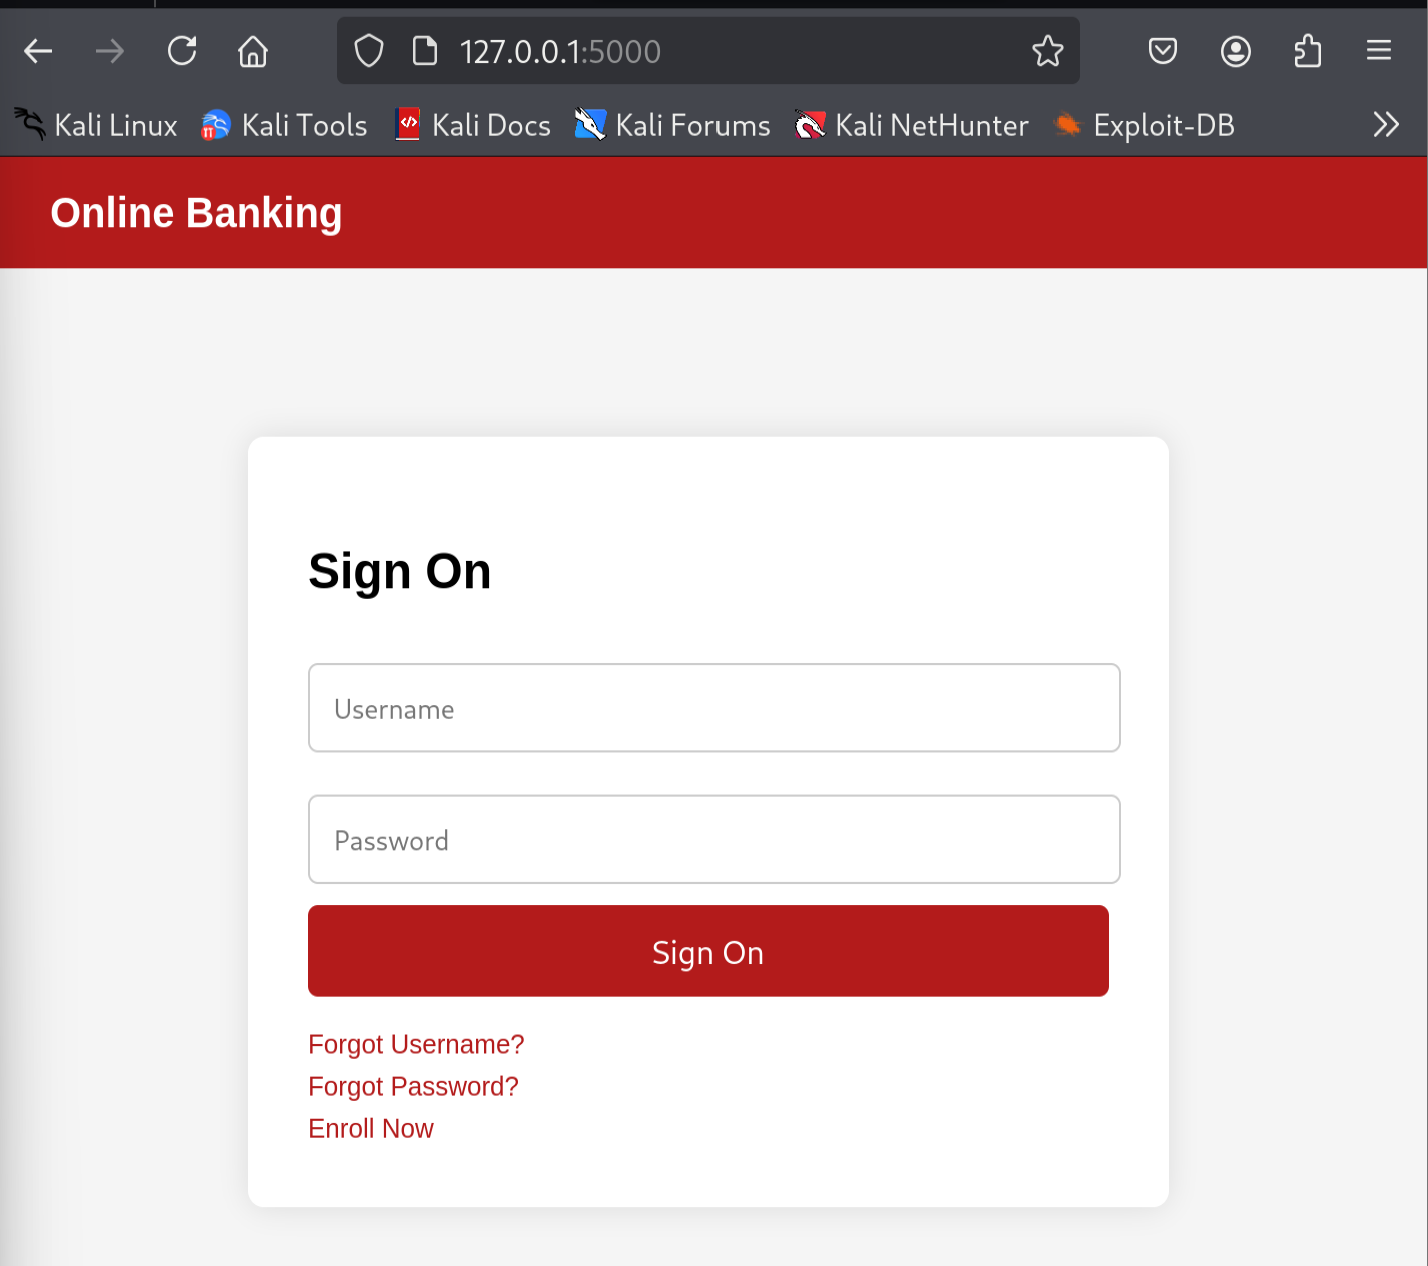 127.0.0.1:5000
Kali Linux Kali Tools Kali Docs Kali Forums Kali NetHunter Exploit-DB
Online Banking
Sign On
Username
Password
Sign On
Forgot Username?
Forgot Password?
Enroll Now